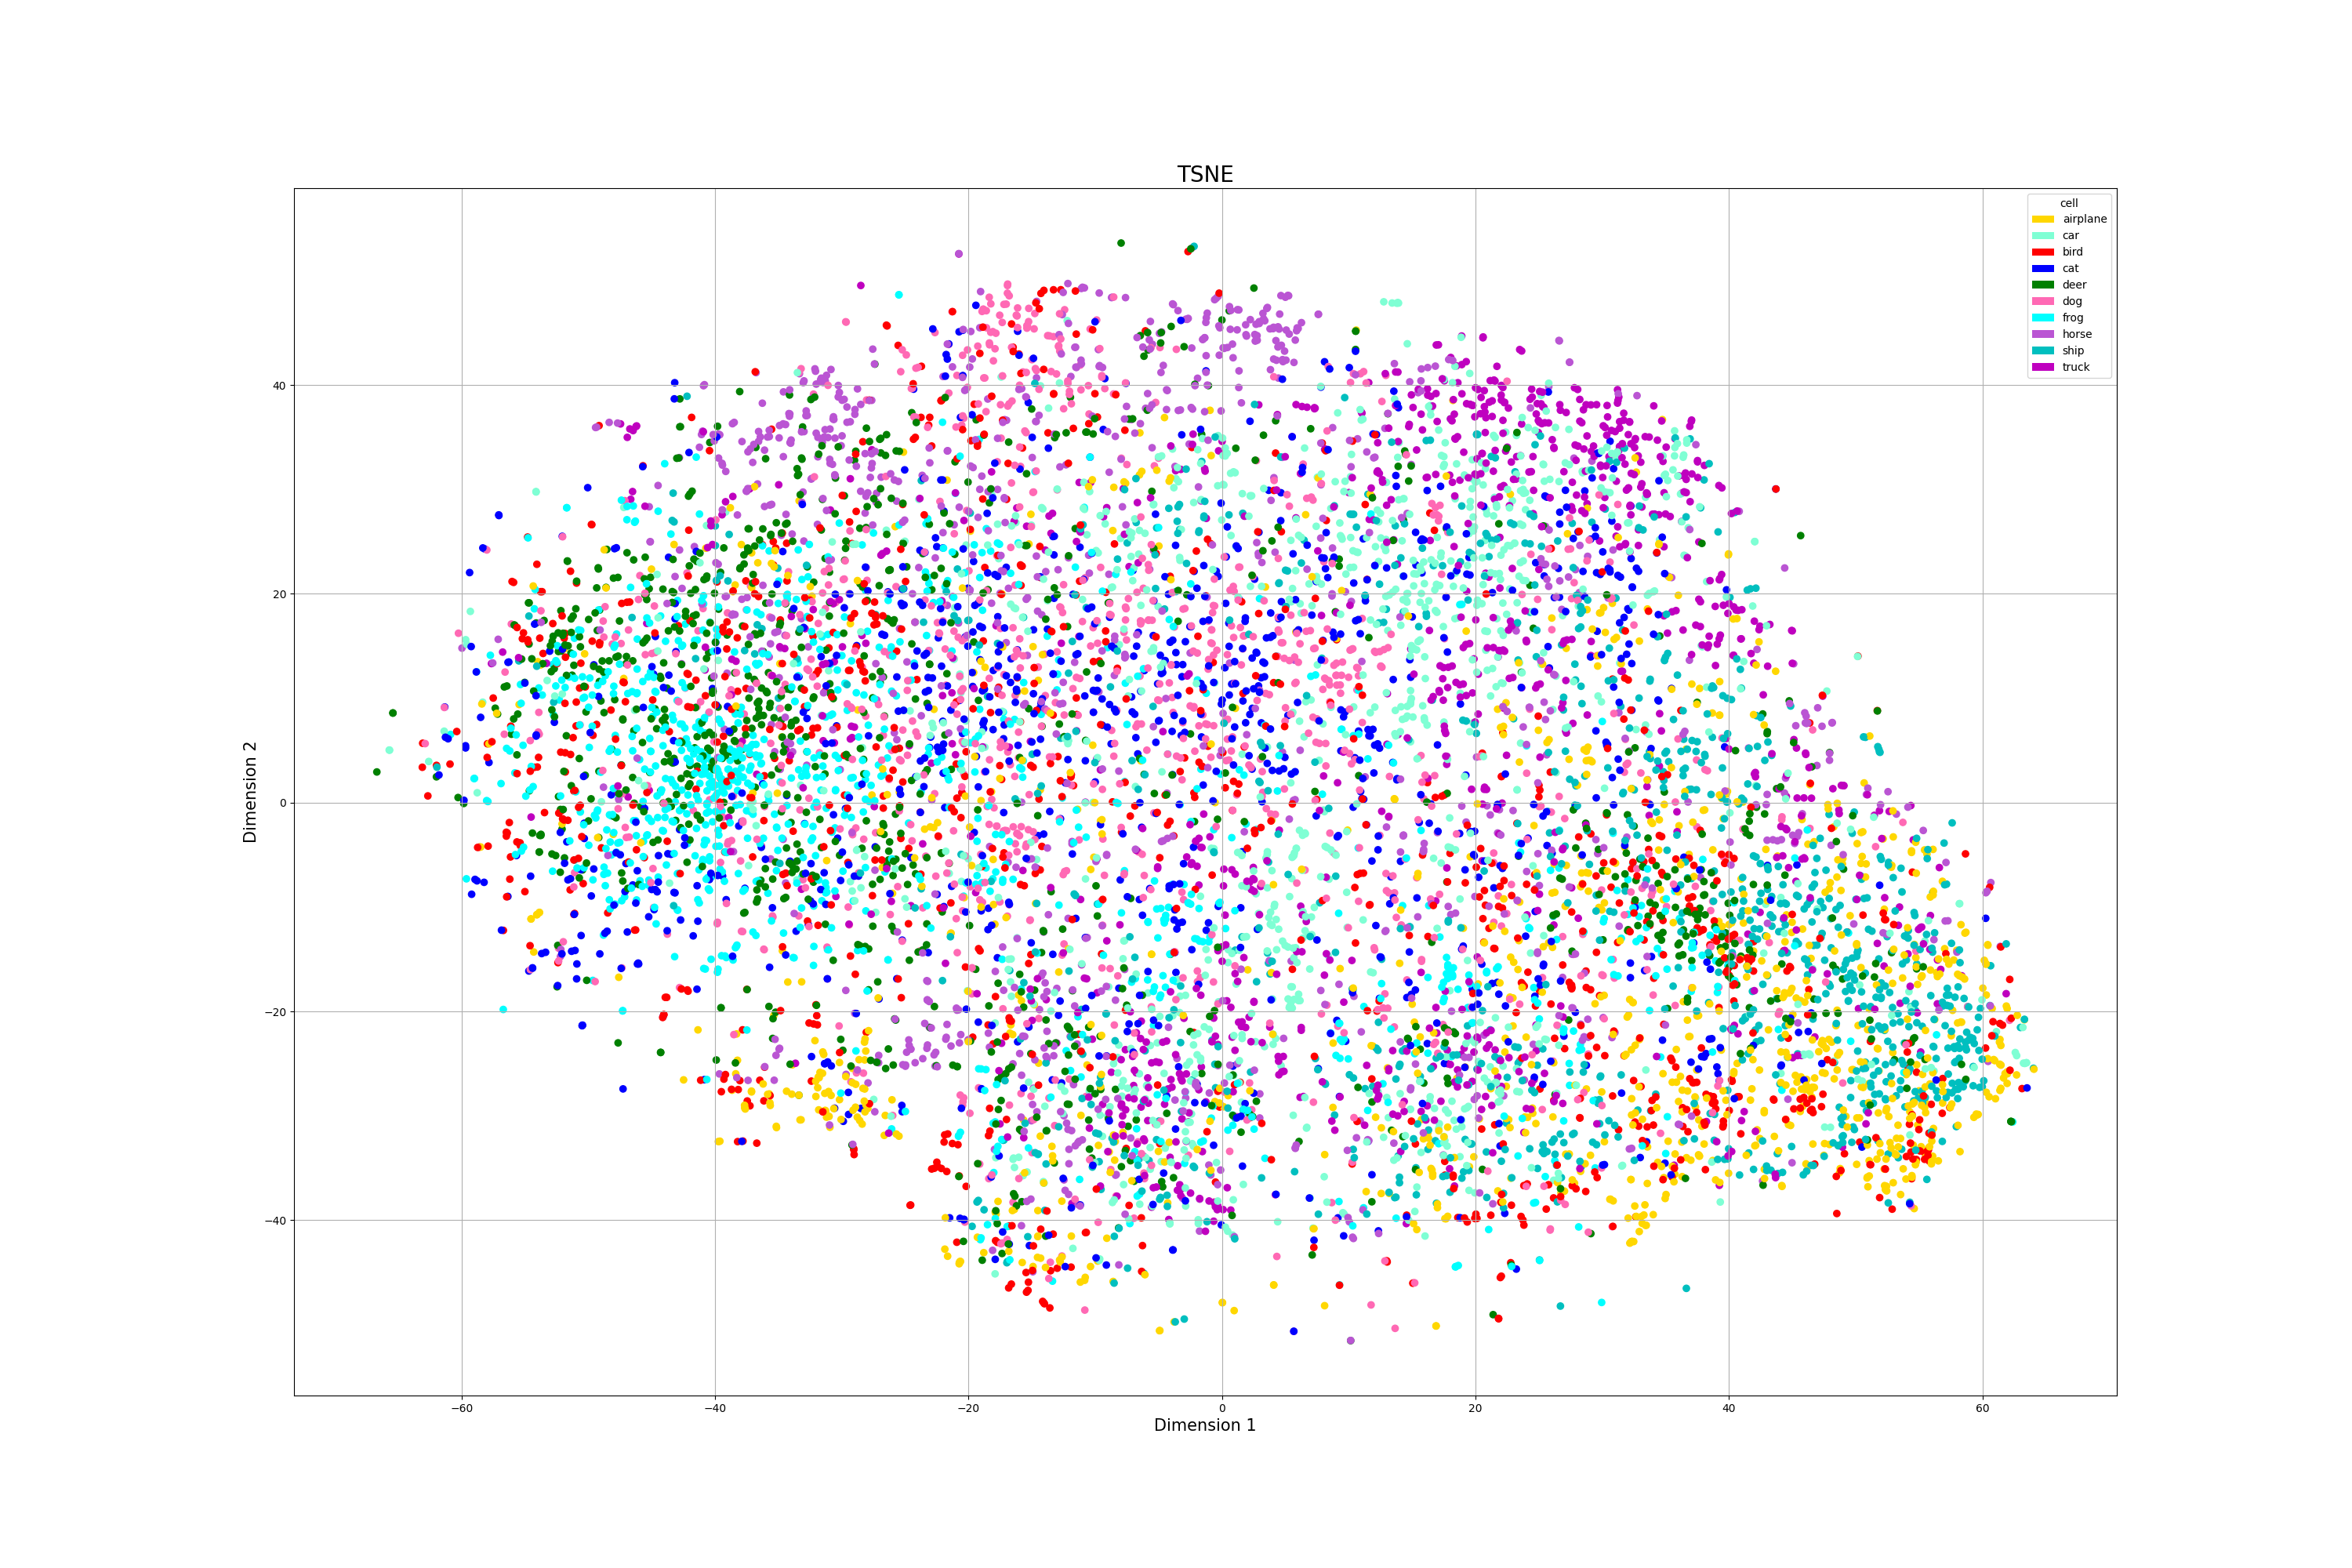 TSNE
cell
airplane
car
bird
cat
deer
dog
frog
horse
ship
truck
40
20
0
−20
−40
Dimension 2
−60
−40
−20
0
20
40
60
Dimension 1